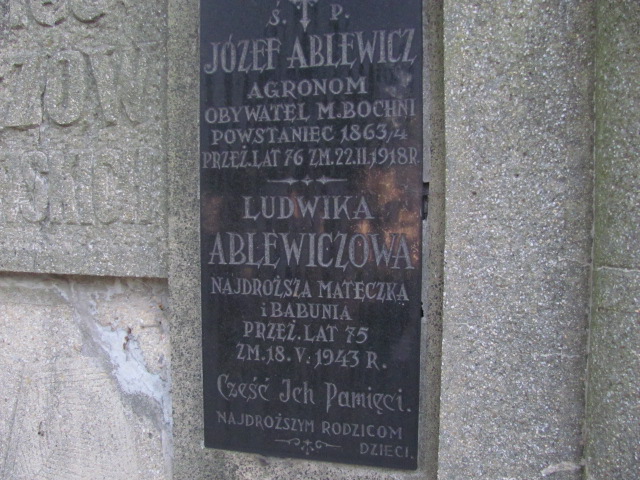 Ś. P.
JÓZEF ABLEWICZ
AGRONOM
OBYWATEL M. BOCHNI
POWSTANIEC 1863/4
PRZEŻ. LAT 76 ZM. 22.II.1918 R.
LUDWIKA
ABLEWICZOWA
NAJDROŻSZA MATECZKA
i BABUNIA
PRZEŻ. LAT 75
ZM. 18. V. 1943 R.
Cześć Ich Pamięci.
NAJDROŻSZYM RODZICOM
DZIECI.